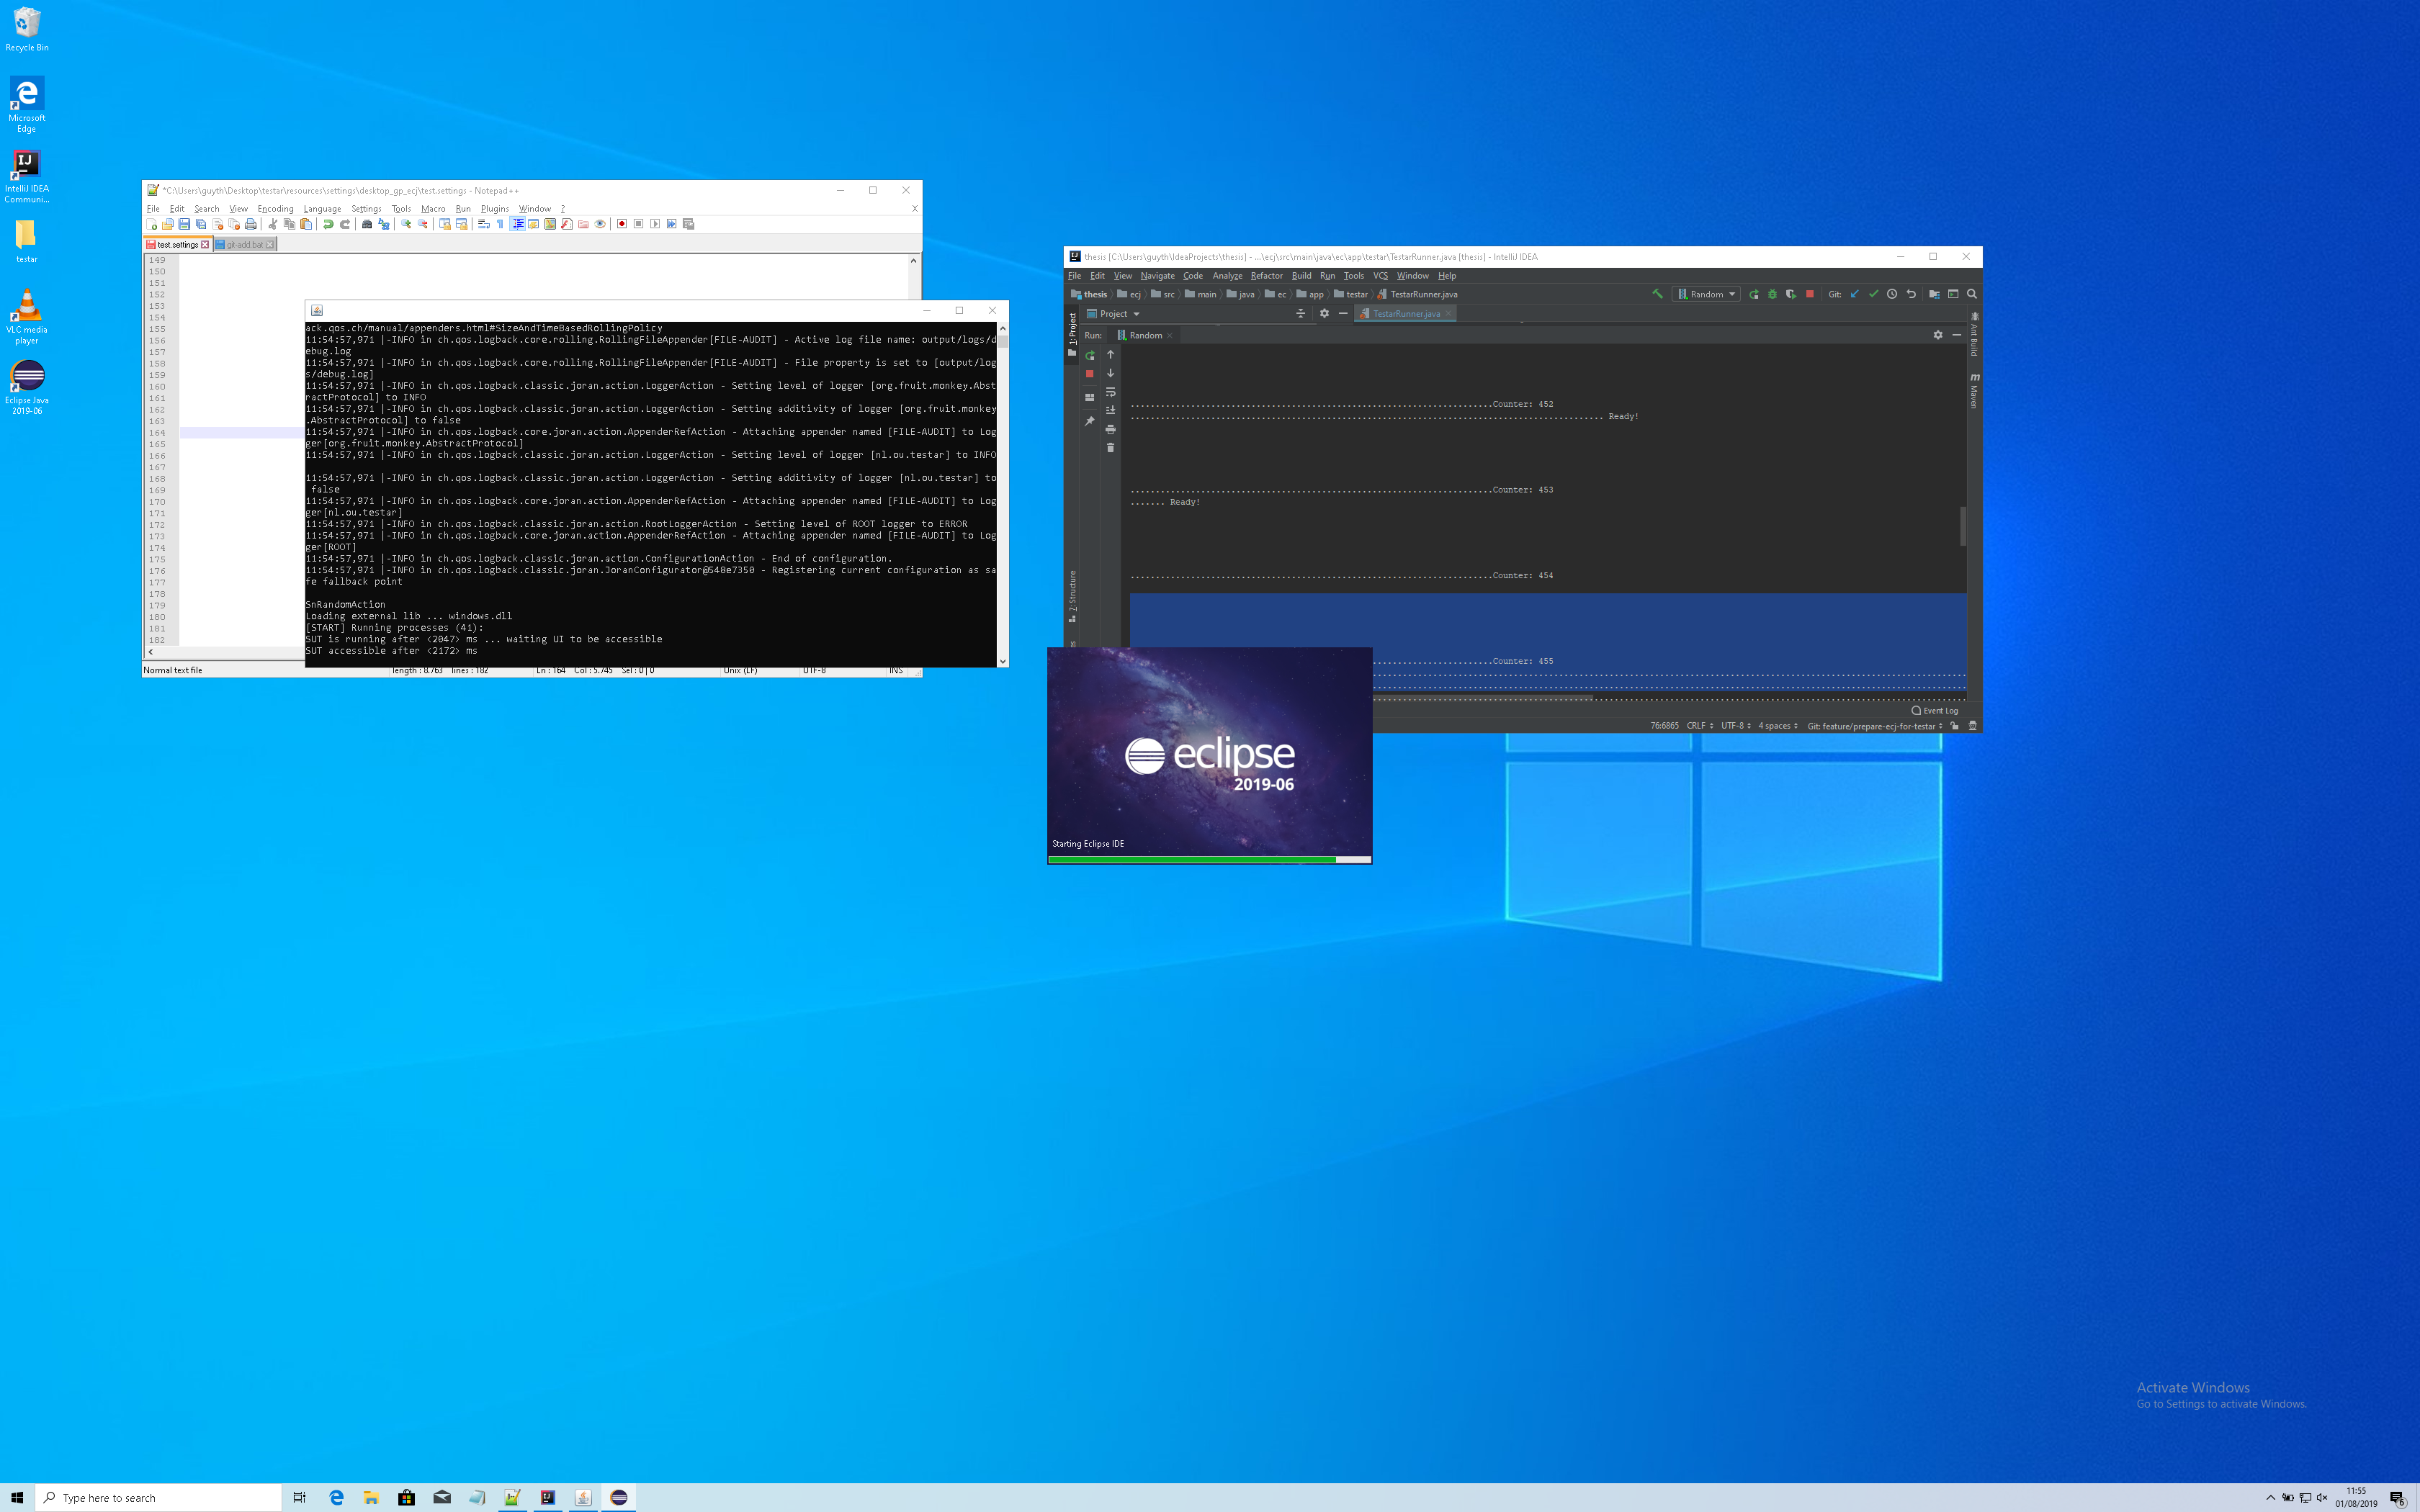 Recycle Bin
Microsoft
Edge
IntelliJ IDEA
Communi...
testar
VLC media
player
Eclipse Java
2019-06
*C:\Users\guyth\Desktop\testar\resources\settings\desktop_gp_ecj\test.settings - Notepad++
File Edit Search View Encoding Language Settings Tools Macro Run Plugins Window ?
X
test.settings git-add.bat
149
150
151
152
153
154
155
156
157
158
159
160
161
162
163
164
165
166
167
168
169
170
171
172
173
174
175
176
177
178
179
180
181
182
Normal text file length : 8.763 lines : 182 Ln : 164 Col : 5.745 Sel : 0 | 0 Unix (LF) UTF-8 INS
ack.qos.ch/manual/appenders.html#SizeAndTimeBasedRollingPolicy
11:54:57,971 |-INFO in ch.qos.logback.core.rolling.RollingFileAppender[FILE-AUDIT] - Active log file name: output/logs/d
ebug.log
11:54:57,971 |-INFO in ch.qos.logback.core.rolling.RollingFileAppender[FILE-AUDIT] - File property is set to [output/log
s/debug.log]
11:54:57,971 |-INFO in ch.qos.logback.classic.joran.action.LoggerAction - Setting level of logger [org.fruit.monkey.Abst
ractProtocol] to INFO
11:54:57,971 |-INFO in ch.qos.logback.classic.joran.action.LoggerAction - Setting additivity of logger [org.fruit.monkey
.AbstractProtocol] to false
11:54:57,971 |-INFO in ch.qos.logback.core.joran.action.AppenderRefAction - Attaching appender named [FILE-AUDIT] to Log
ger[org.fruit.monkey.AbstractProtocol]
11:54:57,971 |-INFO in ch.qos.logback.classic.joran.action.LoggerAction - Setting level of logger [nl.ou.testar] to INFO
11:54:57,971 |-INFO in ch.qos.logback.classic.joran.action.LoggerAction - Setting additivity of logger [nl.ou.testar] to
false
11:54:57,971 |-INFO in ch.qos.logback.core.joran.action.AppenderRefAction - Attaching appender named [FILE-AUDIT] to Log
ger[nl.ou.testar]
11:54:57,971 |-INFO in ch.qos.logback.classic.joran.action.RootLoggerAction - Setting level of ROOT logger to ERROR
11:54:57,971 |-INFO in ch.qos.logback.core.joran.action.AppenderRefAction - Attaching appender named [FILE-AUDIT] to Log
ger[ROOT]
11:54:57,971 |-INFO in ch.qos.logback.classic.joran.action.ConfigurationAction - End of configuration.
11:54:57,971 |-INFO in ch.qos.logback.classic.joran.JoranConfigurator@548e7350 - Registering current configuration as sa
fe fallback point
SnRandomAction
Loading external lib ... windows.dll
[START] Running processes (41):
SUT is running after <2047> ms ... waiting UI to be accessible
SUT accessible after <2172> ms
thesis [C:\Users\guyth\IdeaProjects\thesis] - ...\ecj\src\main\java\ec\app\testar\TestarRunner.java [thesis] - IntelliJ IDEA
File Edit View Navigate Code Analyze Refactor Build Run Tools VCS Window Help
thesis ecj src main java ec app testar TestarRunner.java Random Git:
1: Project
Project TestarRunner.java
Run: Random
Ant Build
Maven
Z: Structure
Counter: 452
Ready!
Counter: 453
....... Ready!
Counter: 454
Counter: 455
Event Log
76:6865 CRLF UTF-8 4 spaces Git: feature/prepare-ecj-for-testar
eclipse
2019-06
Starting Eclipse IDE
Activate Windows
Go to Settings to activate Windows.
Type here to search
11:55
01/08/2019
6